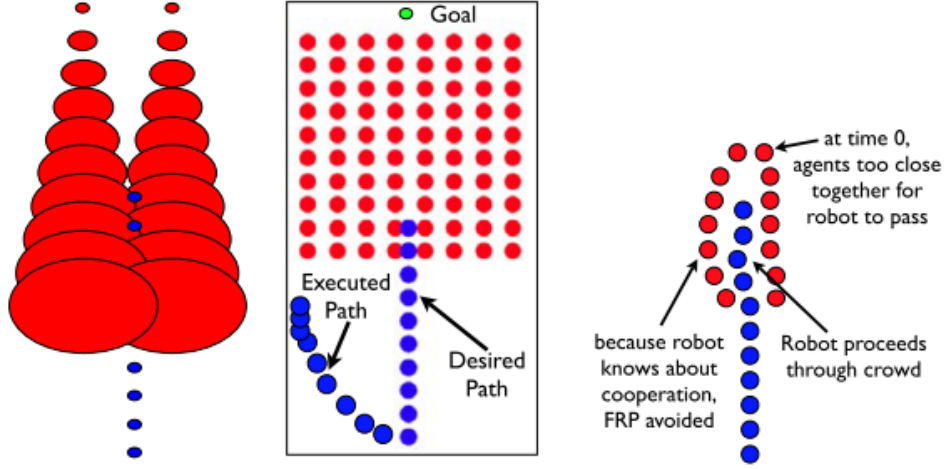 Goal
Executed
Path
Desired
Path
at time 0,
agents too close
together for
robot to pass
because robot
knows about
cooperation,
FRP avoided
Robot proceeds
through crowd